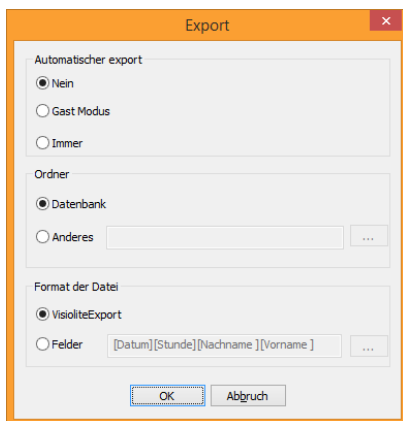 Export
Automatischer export
Nein
Gast Modus
Immer
Ordner
Datenbank
Anderes
...
Format der Datei
VisioliteExport
Felder [Datum][Stunde][Nachname ][Vorname ] ...
OK Abbruch